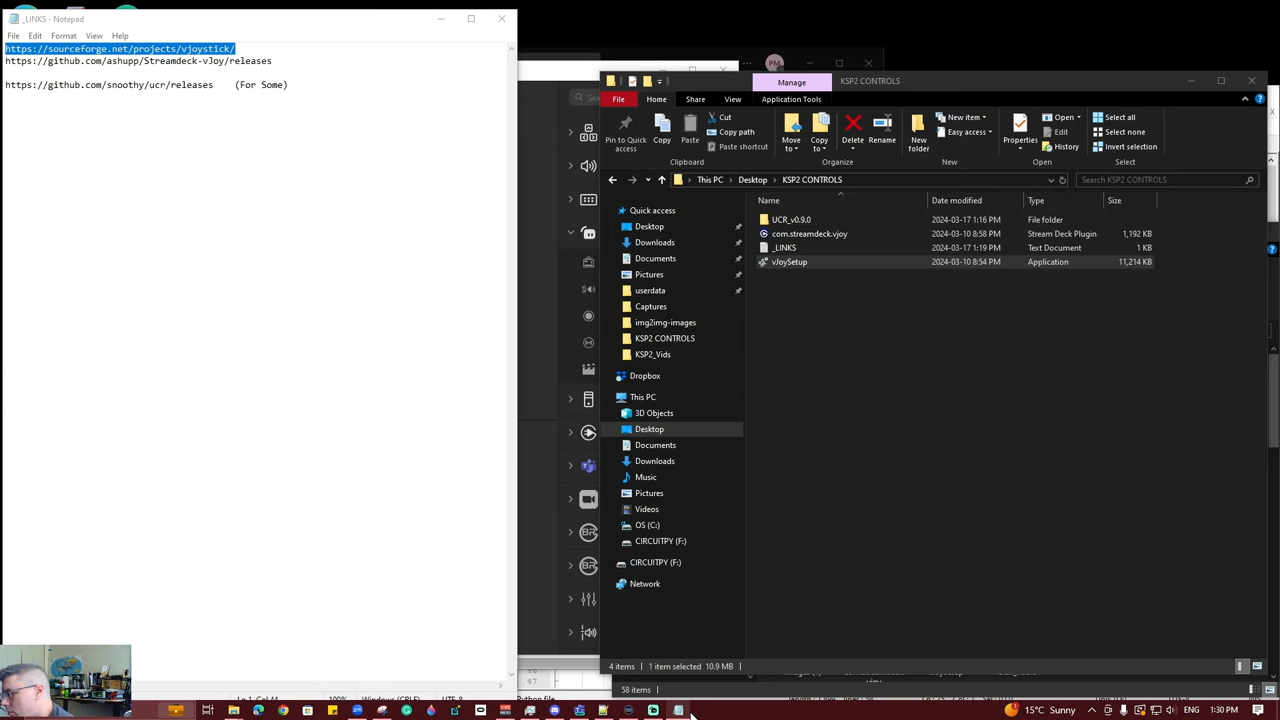 _LINKS - Notepad
File Edit Format View Help
https://sourceforge.net/projects/vjoystick/
https://github.com/ashupp/Streamdeck-vJoy/releases
https://github.com/snoothy/ucr/releases (For Some)
100% Windows (CRLF) UTF-8
PM
Manage KSP2 CONTROLS
File Home Share View Application Tools
Pin to Quick access
Copy
Paste
Cut
Copy path
Paste shortcut
Clipboard
Move to
Copy to
Delete
Rename
Organize
New folder
New item
Easy access
New
Properties
Open
Edit
History
Open
Select all
Select none
Invert selection
Select
This PC > Desktop > KSP2 CONTROLS
Search KSP2 CONTROLS
Name Date modified Type Size
UCR_v0.9.0 2024-03-17 1:16 PM File folder
com.streamdeck.vjoy 2024-03-10 8:58 PM Stream Deck Plugin 1,192 KB
_LINKS 2024-03-17 1:19 PM Text Document 1 KB
vJoySetup 2024-03-10 8:54 PM Application 11,214 KB
Quick access
Desktop
Downloads
Documents
Pictures
userdata
Captures
img2img-images
KSP2 CONTROLS
KSP2_Vids
Dropbox
This PC
3D Objects
Desktop
Documents
Downloads
Music
Pictures
Videos
OS (C:)
CIRCUITPY (F:)
CIRCUITPY (F:)
Network
4 items 1 item selected 10.9 MB
47
58 items
Python file
15°C Sunny
ENG 1:30 PM